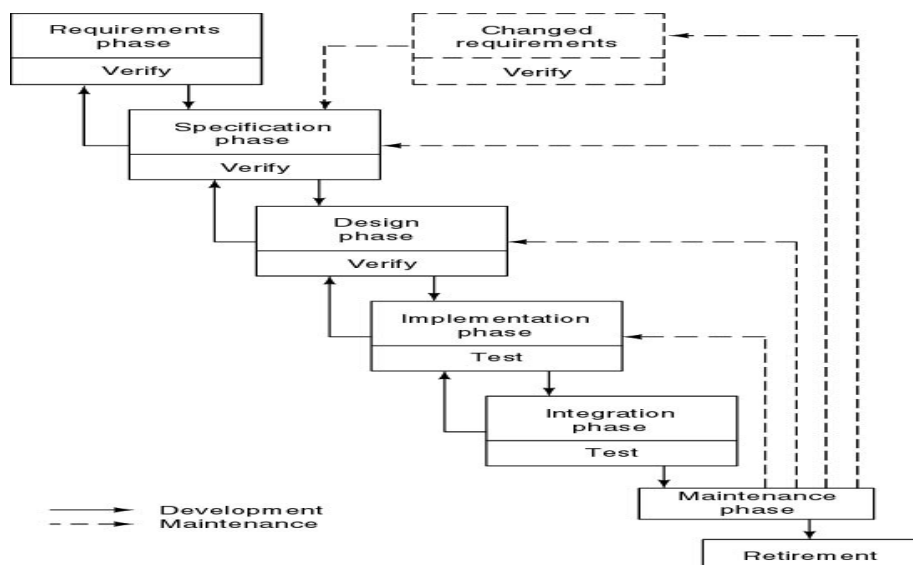 Requirements
phase
Verify
Changed
requirements
Verify
Specification
phase
Verify
Design
phase
Verify
Implementation
phase
Test
Integration
phase
Test
Maintenance
phase
Retirement
Development
Maintenance